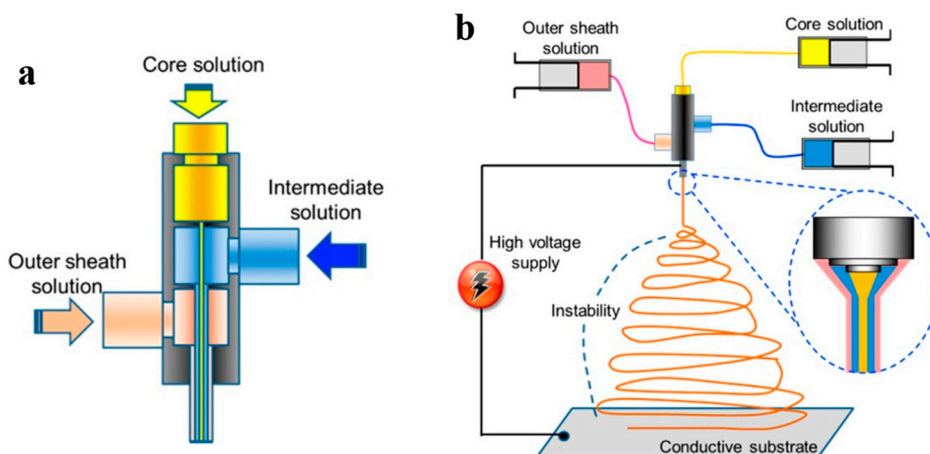 a
Core solution
Intermediate
solution
Outer sheath
solution
b
Outer sheath
solution
Core solution
Intermediate
solution
High voltage
supply
Instability
Conductive substrate